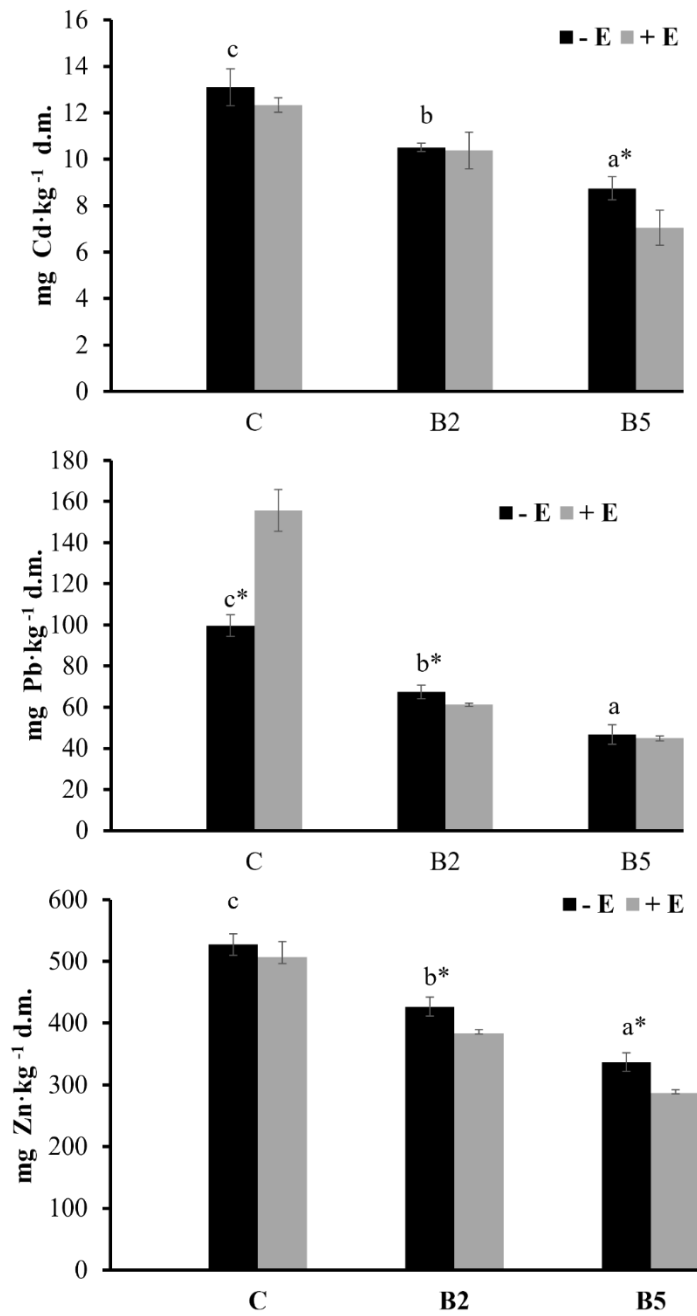 mg Cd·kg⁻¹ d.m.
16
14
12
10
8
6
4
2
0
- E + E
c
b
a*
C B2 B5
mg Pb·kg⁻¹ d.m.
180
160
140
120
100
80
60
40
20
0
- E + E
c*
b*
a
C B2 B5
mg Zn·kg⁻¹ d.m.
600
500
400
300
200
100
0
- E + E
c
b*
a*
C B2 B5